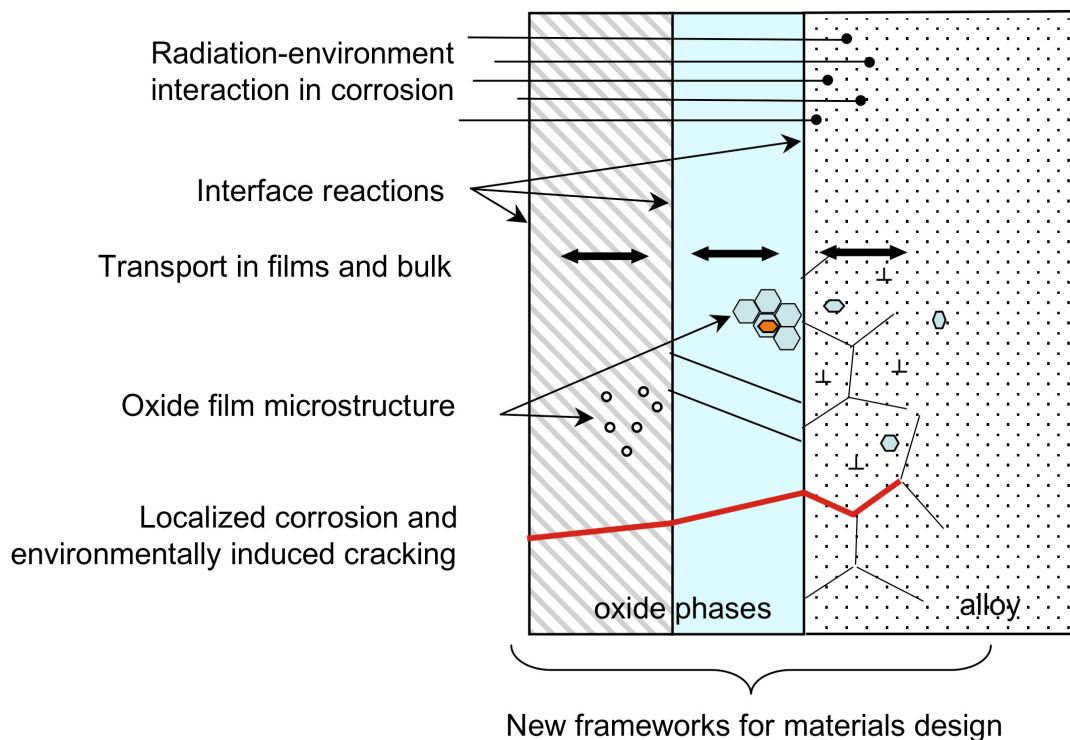 Radiation-environment
interaction in corrosion
Interface reactions
Transport in films and bulk
Oxide film microstructure
Localized corrosion and
environmentally induced cracking
oxide phases
alloy
New frameworks for materials design